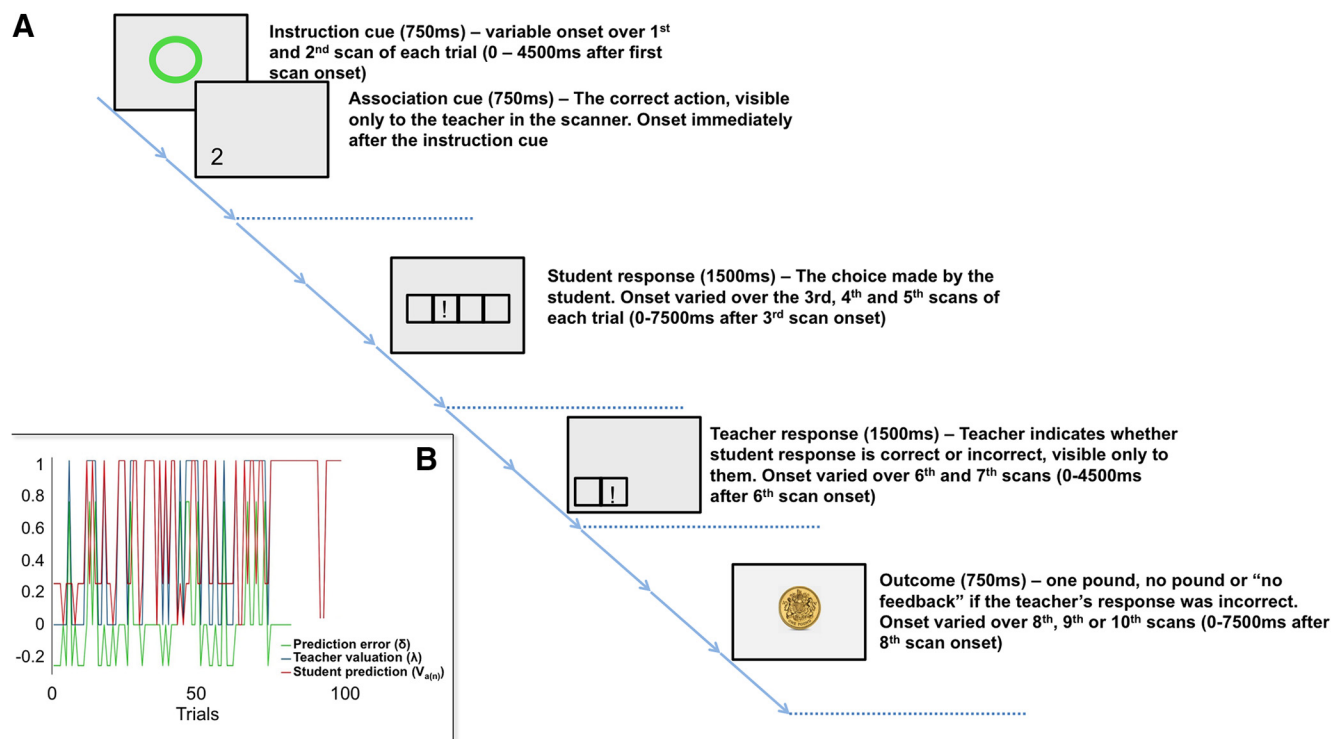 A
Instruction cue (750ms) – variable onset over 1st
and 2nd scan of each trial (0 – 4500ms after first
scan onset)
2
Association cue (750ms) – The correct action, visible
only to the teacher in the scanner. Onset immediately
after the instruction cue
!
Student response (1500ms) – The choice made by the
student. Onset varied over the 3rd, 4th and 5th scans of
each trial (0-7500ms after 3rd scan onset)
!
Teacher response (1500ms) – Teacher indicates whether
student response is correct or incorrect, visible only to
them. Onset varied over 6th and 7th scans (0-4500ms
after 6th scan onset)
Outcome (750ms) – one pound, no pound or “no
feedback” if the teacher’s response was incorrect.
Onset varied over 8th, 9th or 10th scans (0-7500ms after
8th scan onset)
B
1
0.8
0.6
0.4
0.2
0
-0.2
Prediction error (δ)
Teacher valuation (λ)
Student prediction (Va(n))
0 50 100
Trials